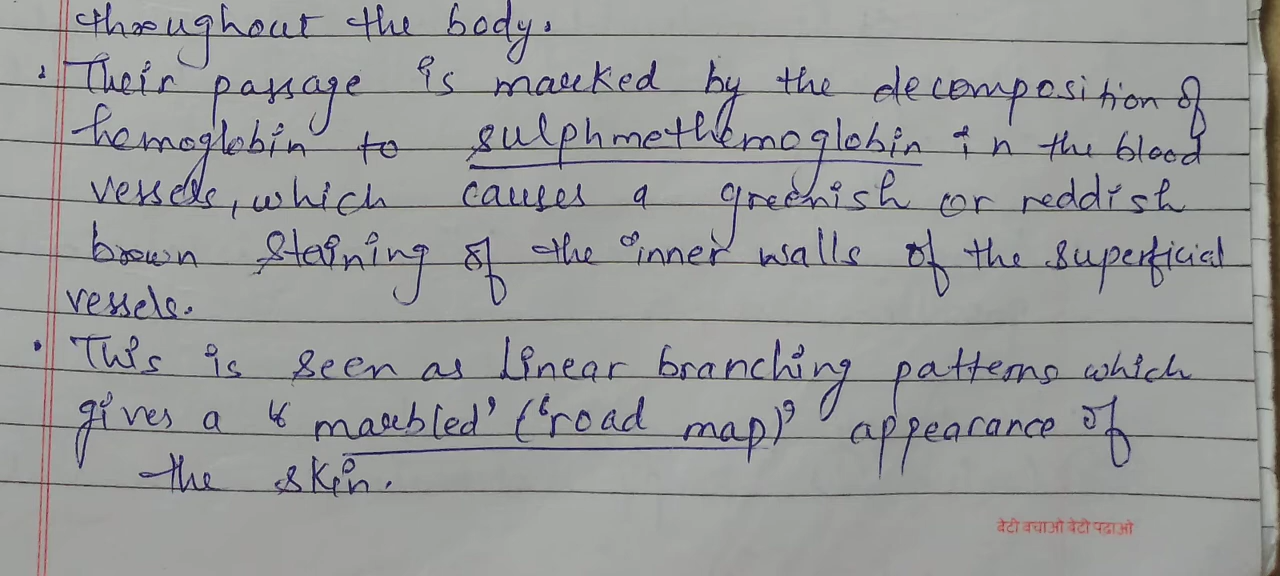 throughout the body.
• Their passage is marked by the decomposition of
hemoglobin to sulphmethemoglobin in the blood
vessels, which causes a greenish or reddish
brown staining of the inner walls of the superficial
vessels.
• This is seen as linear branching patterns which
gives a "marbled' ('road map)' appearance of
the skin.
बेटी बचाओ बेटी पढ़ाओ